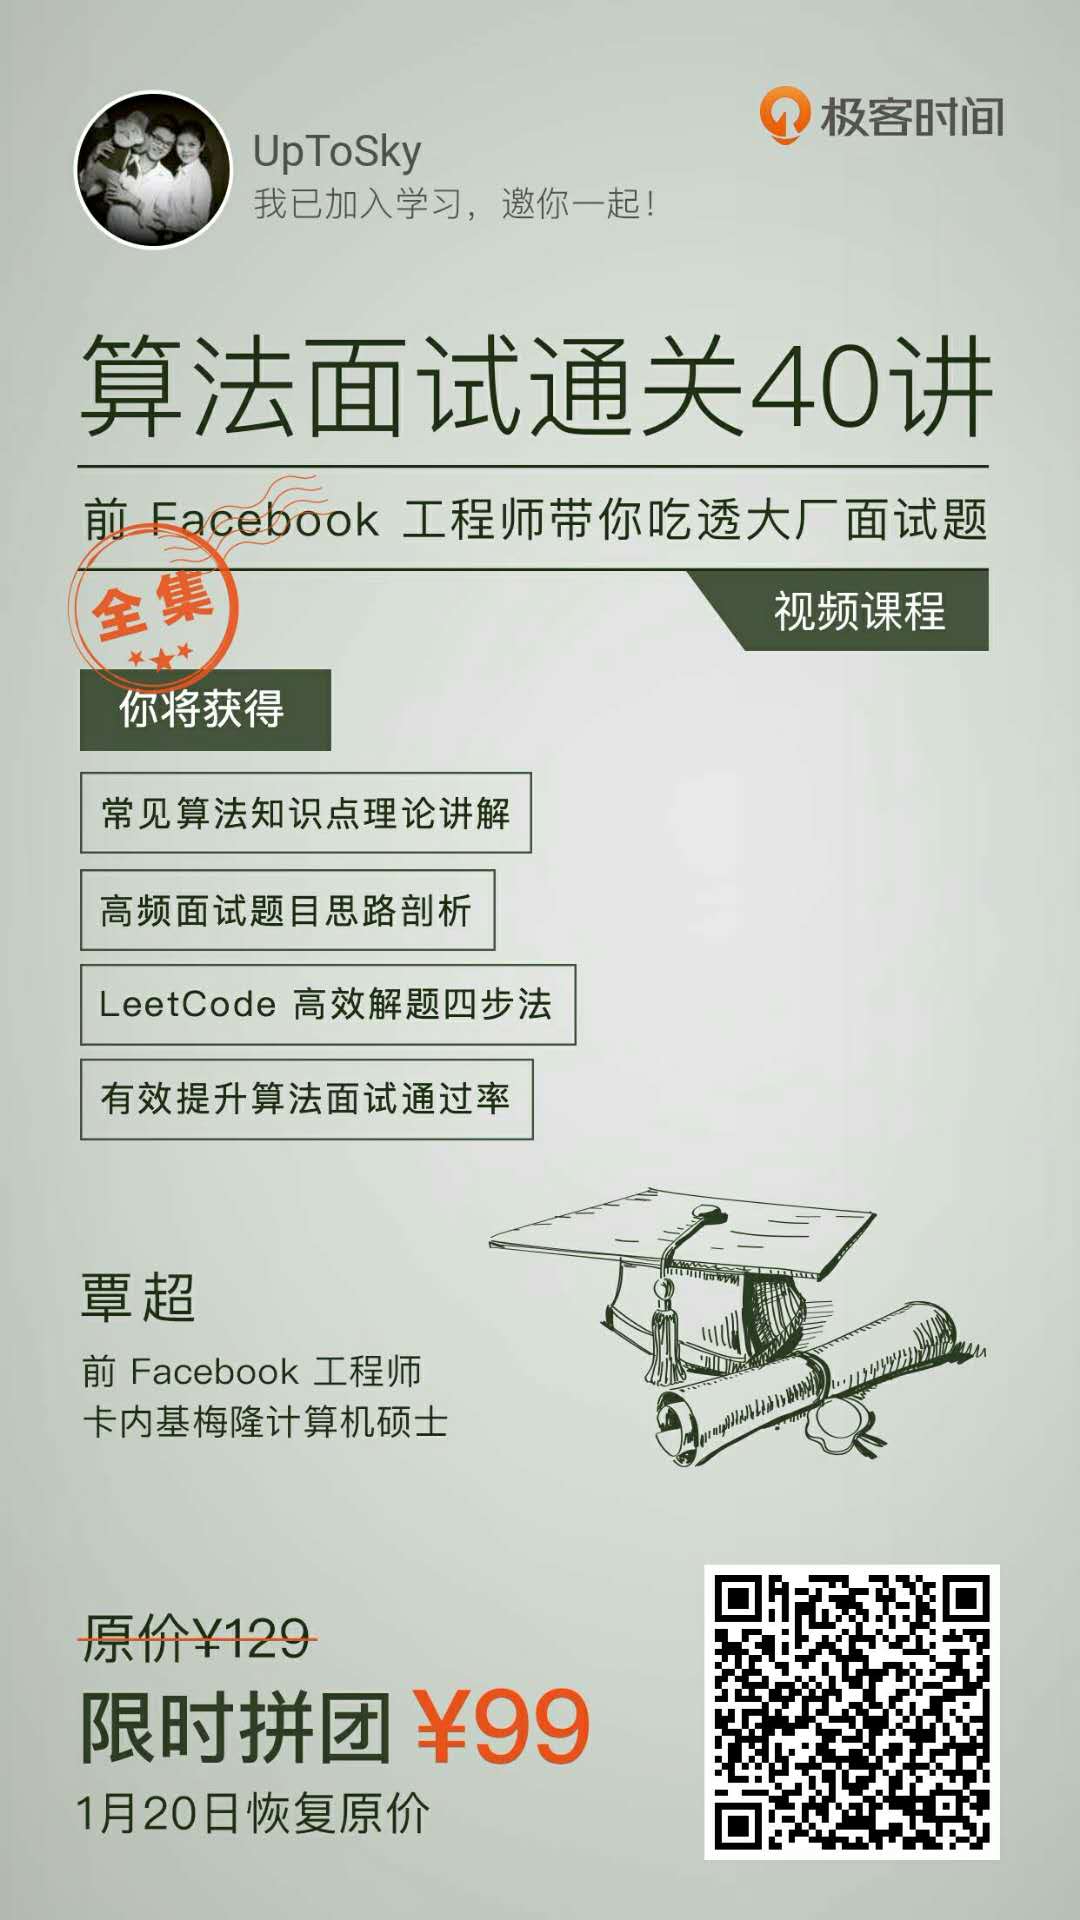 UpToSky
我已加入学习，邀你一起！
极客时间
算法面试通关40讲
前 Facebook 工程师带你吃透大厂面试题
全集
视频课程
你将获得
常见算法知识点理论讲解
高频面试题目思路剖析
LeetCode 高效解题四步法
有效提升算法面试通过率
覃超
前 Facebook 工程师
卡内基梅隆计算机硕士
原价¥129
限时拼团 ¥99
1月20日恢复原价